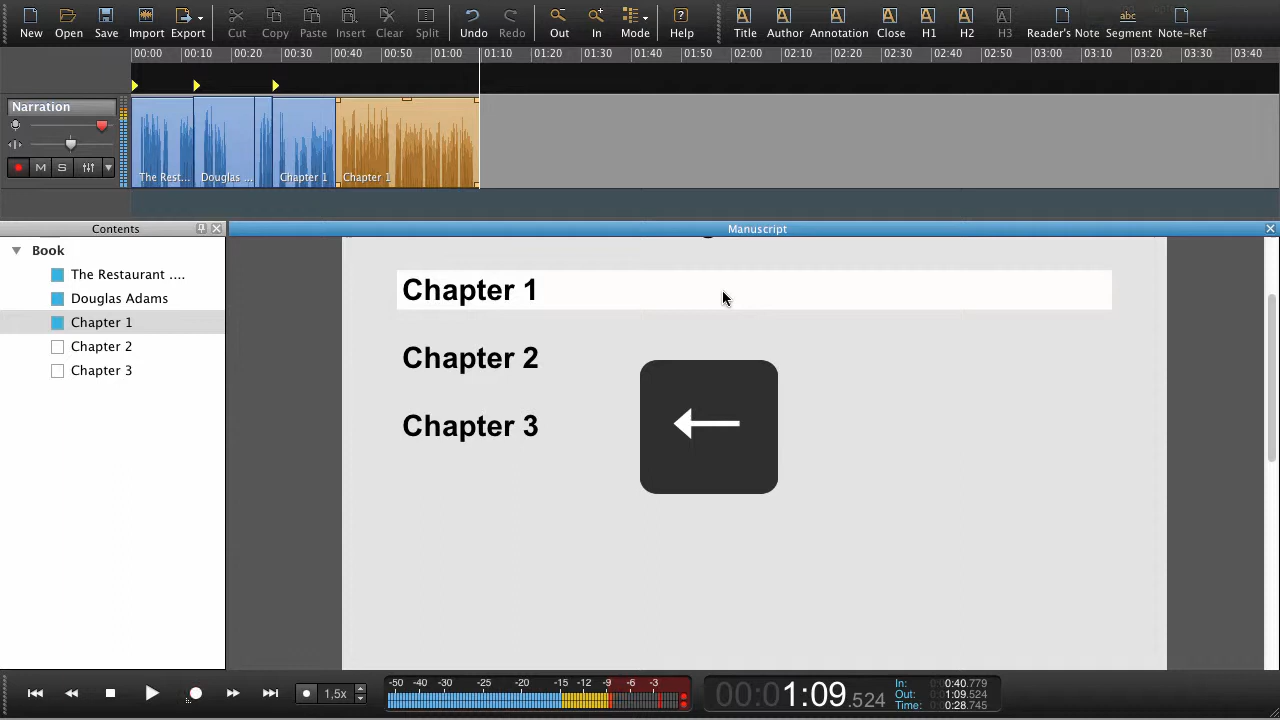 New Open Save Import Export Cut Copy Paste Insert Clear Split Undo Redo Out In Mode Help Title Author Annotation Close H1 H2 H3 Reader's Note Segment Note-Ref
00:00 00:10 00:20 00:30 00:40 00:50 01:00 01:10 01:20 01:30 01:40 01:50 02:00 02:10 02:20 02:30 02:40 02:50 03:00 03:10 03:20 03:30 03:40
Narration
M S
The Rest... Douglas ... Chapter 1 Chapter 1
Contents
Manuscript
Book
The Restaurant ....
Douglas Adams
Chapter 1
Chapter 2
Chapter 3
Chapter 1
Chapter 2
Chapter 3
1,5x
-50 -40 -30 -25 -15 -12 -9 -6 -3
00:01:09.524
In: 0:00:40.779
Out: 0:01:09.524
Time: 0:00:28.745